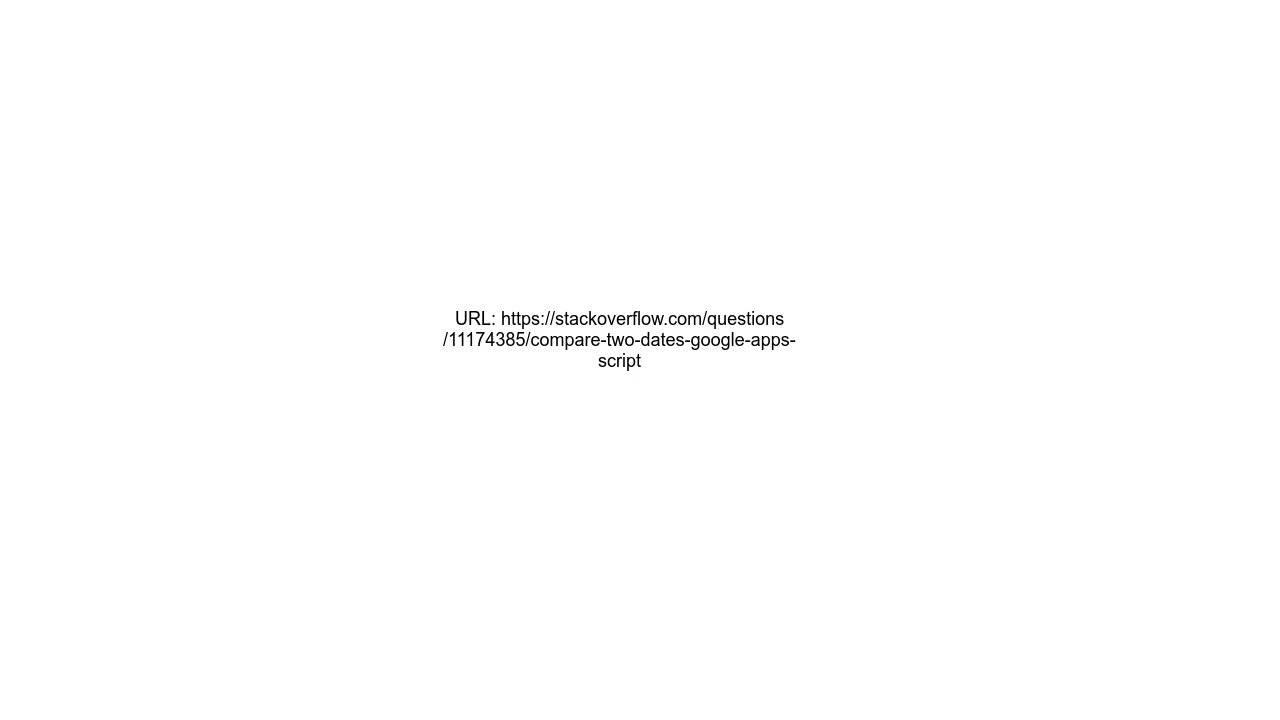 URL: https://stackoverflow.com/questions
/11174385/compare-two-dates-google-apps-
script